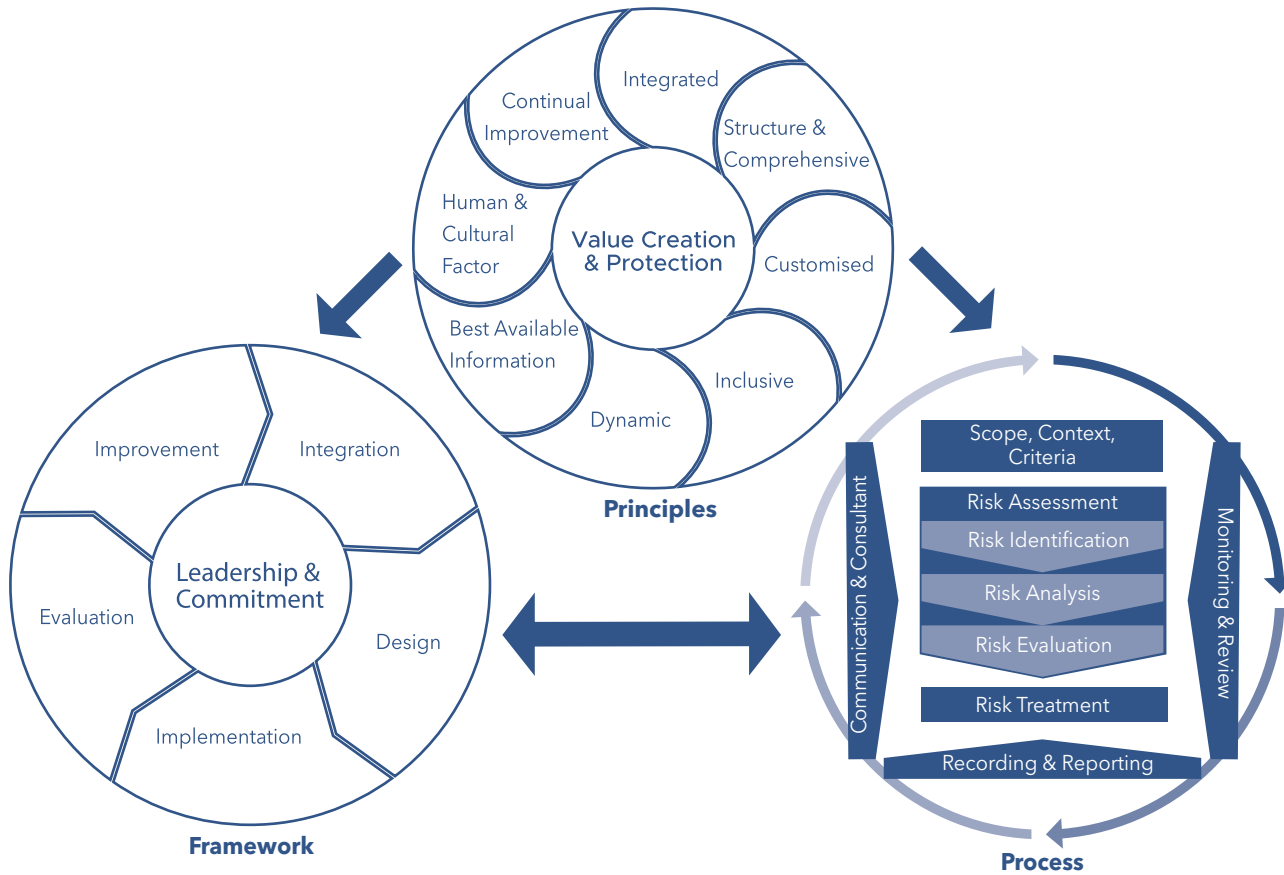 Integrated
Structure &
Comprehensive
Customised
Inclusive
Dynamic
Best Available
Information
Human &
Cultural
Factor
Continual
Improvement
Value Creation
& Protection
Principles
Integration
Design
Implementation
Evaluation
Improvement
Leadership &
Commitment
Framework
Scope, Context,
Criteria
Risk Assessment
Risk Identification
Risk Analysis
Risk Evaluation
Risk Treatment
Communication & Consultant
Monitoring & Review
Recording & Reporting
Process